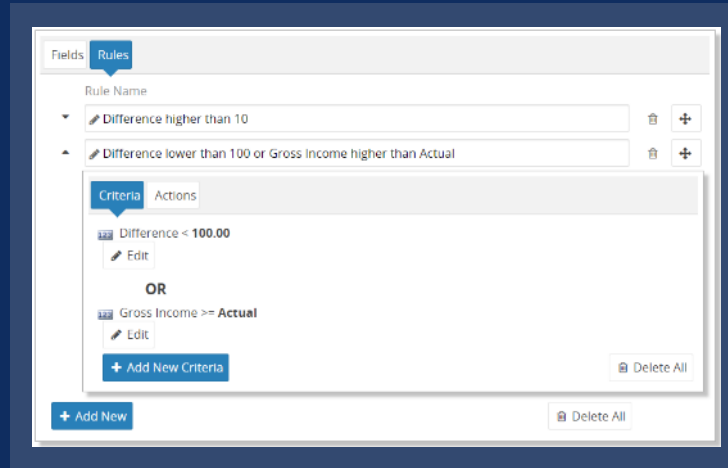 Fields Rules
Rule Name
Difference higher than 10
Difference lower than 100 or Gross Income higher than Actual
Criteria Actions
123 Difference < 100.00
Edit
OR
123 Gross Income >= Actual
Edit
+ Add New Criteria Delete All
+ Add New Delete All